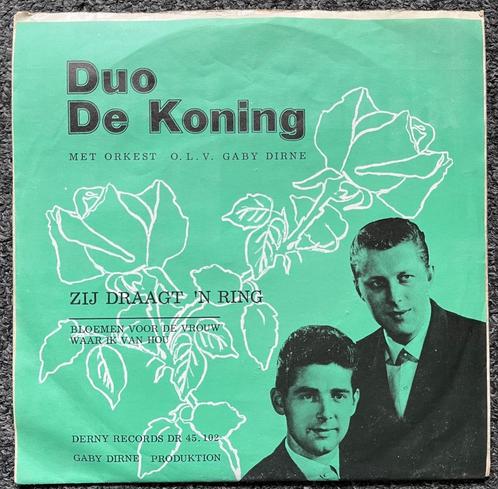 Duo
De Koning
MET ORKEST O.L.V. GABY DIRNE
ZIJ DRAAGT 'N RING
BLOEMEN VOOR DE VROUW
WAAR IK VAN HOU
DERNY RECORDS DR 45.102
GABY DIRNE PRODUKTION